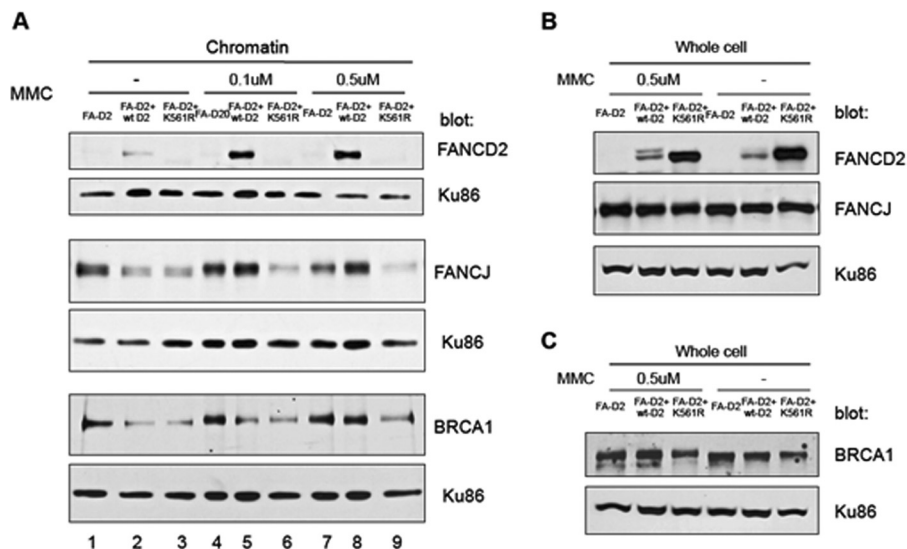 A
Chromatin
MMC
-
0.1uM
0.5uM
FA-D2
FA-D2+
wt D2
FA-D2+
K561R
FA-D20
FA-D2+
wt-D2
FA-D2+
K561R
FA-D2
FA-D2+
wt-D2
FA-D2+
K561R
blot:
FANCD2
Ku86
FANCJ
Ku86
BRCA1
Ku86
1 2 3 4 5 6 7 8 9
B
Whole cell
MMC
0.5uM
-
FA-D2
FA-D2+
wt-D2
FA-D2+
K561R
FA-D2
FA-D2+
wt-D2
FA-D2+
K561R
blot:
FANCD2
FANCJ
Ku86
C
Whole cell
MMC
0.5uM
-
FA-D2
FA-D2+
wt-D2
FA-D2+
K561R
FA-D2
FA-D2+
wt-D2
FA-D2+
K561R
blot:
BRCA1
Ku86